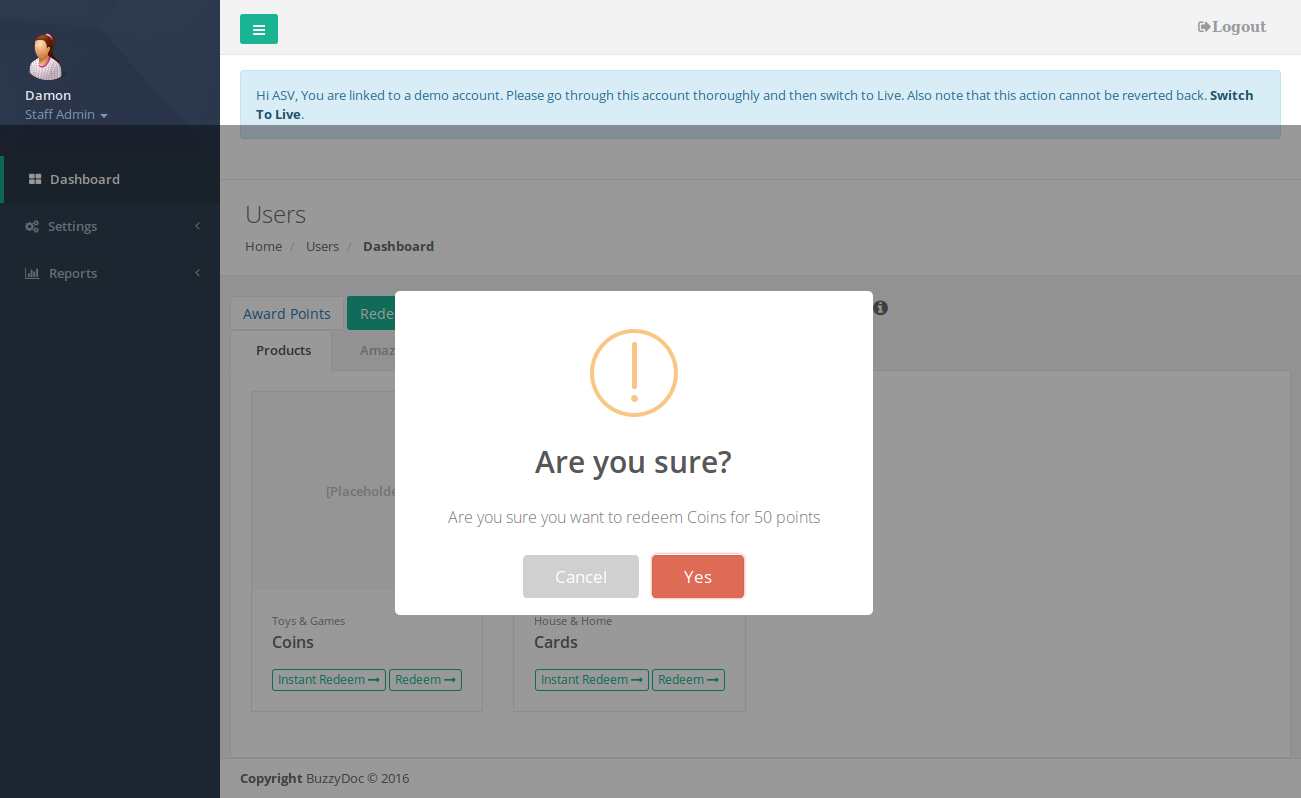 Logout
Damon
Staff Admin
Hi ASV, You are linked to a demo account. Please go through this account thoroughly and then switch to Live. Also note that this action cannot be reverted back. Switch
To Live.
Dashboard
Settings
Reports
Users
Home / Users / Dashboard
Award Points Rede
Products Amaz
[Placeholde
Are you sure?
Are you sure you want to redeem Coins for 50 points
Cancel Yes
Toys & Games
Coins
Instant Redeem Redeem
House & Home
Cards
Instant Redeem Redeem
Copyright BuzzyDoc © 2016